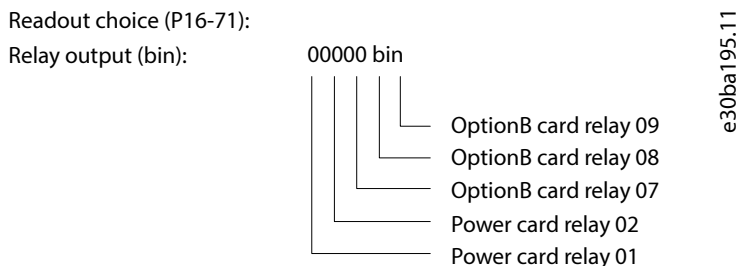 Readout choice (P16-71):
Relay output (bin):
00000 bin
OptionB card relay 09
OptionB card relay 08
OptionB card relay 07
Power card relay 02
Power card relay 01
e30ba195.11